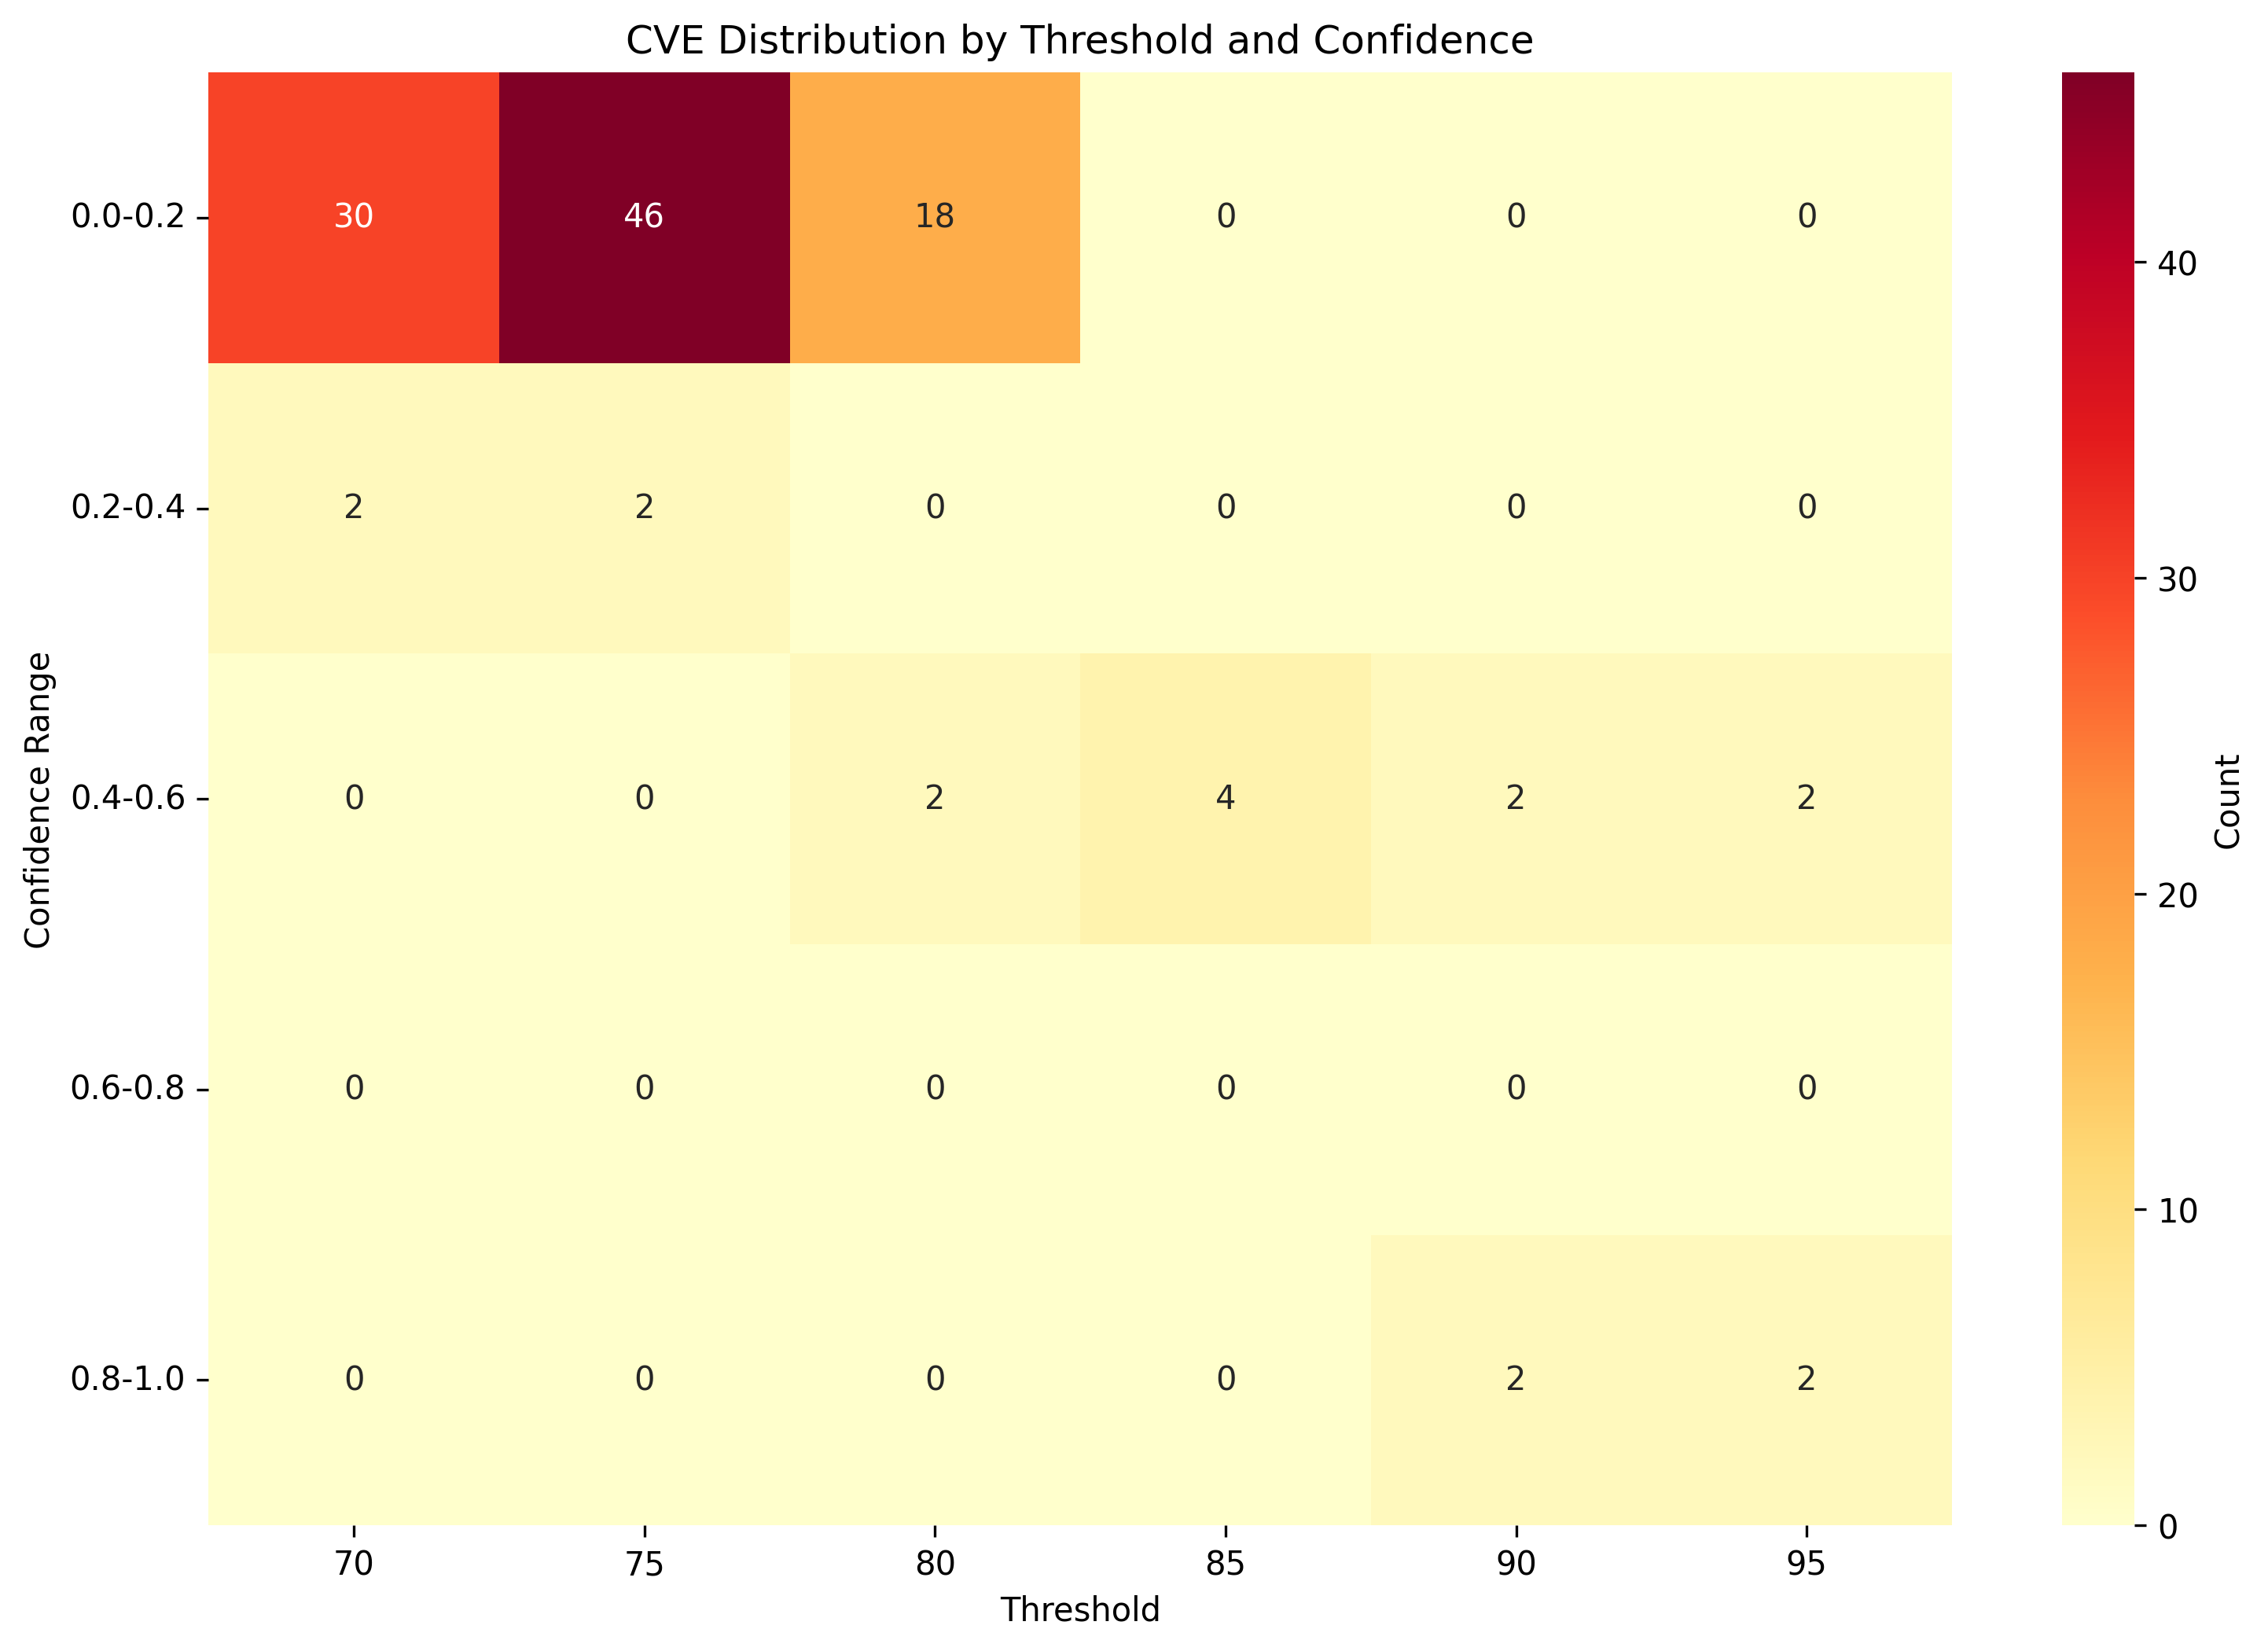 CVE Distribution by Threshold and Confidence
0.0-0.2 30 46 18 0 0 0
0.2-0.4 2 2 0 0 0 0
0.4-0.6 0 0 2 4 2 2
0.6-0.8 0 0 0 0 0 0
0.8-1.0 0 0 0 0 2 2
70 75 80 85 90 95
Threshold
Confidence Range
40
30
20
10
0
Count